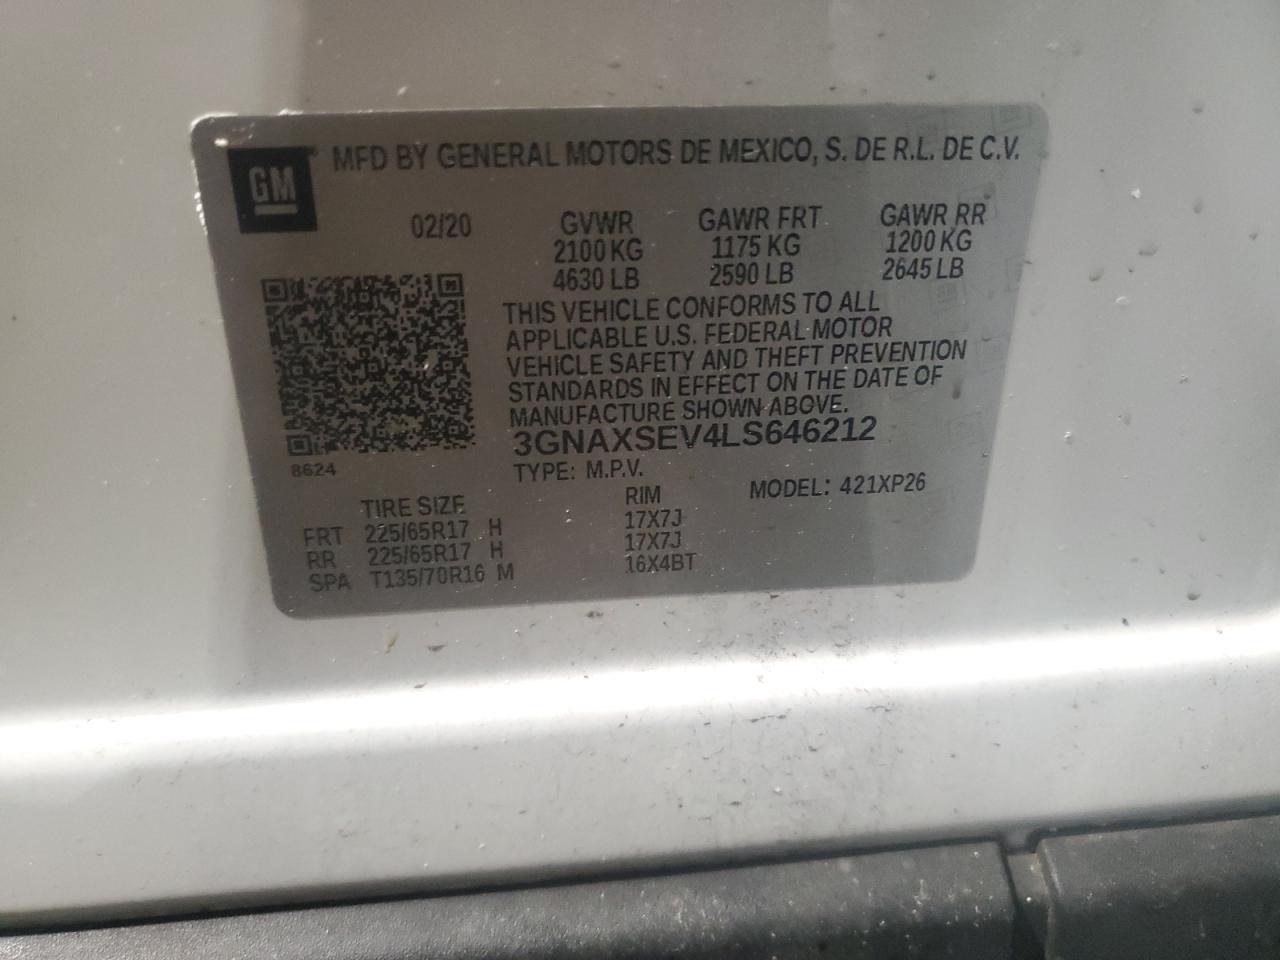 GM
MFD BY GENERAL MOTORS DE MEXICO, S. DE R.L. DE C.V.
02/20 GVWR GAWR FRT GAWR RR
2100 KG 1175 KG 1200 KG
4630 LB 2590 LB 2645 LB
THIS VEHICLE CONFORMS TO ALL
APPLICABLE U.S. FEDERAL MOTOR
VEHICLE SAFETY AND THEFT PREVENTION
STANDARDS IN EFFECT ON THE DATE OF
MANUFACTURE SHOWN ABOVE.
3GNAXSEV4LS646212
8624
TYPE: M.P.V. MODEL: 421XP26
TIRE SIZE RIM
FRT 225/65R17 H 17X7J
RR 225/65R17 H 17X7J
SPA T135/70R16 M 16X4BT